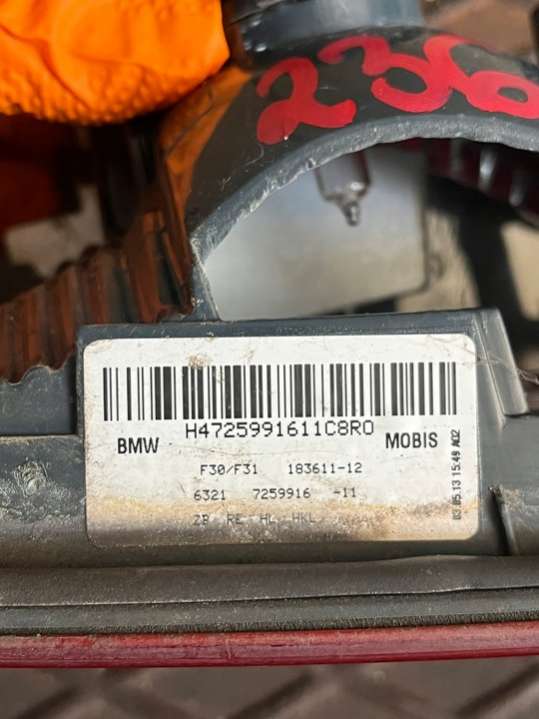 236
H4725991611C8R0
BMW MOBIS
F30/F31 183611-12
6321 7259916 -11
ZB RE HL HKL
03.05.13 15:49 A02